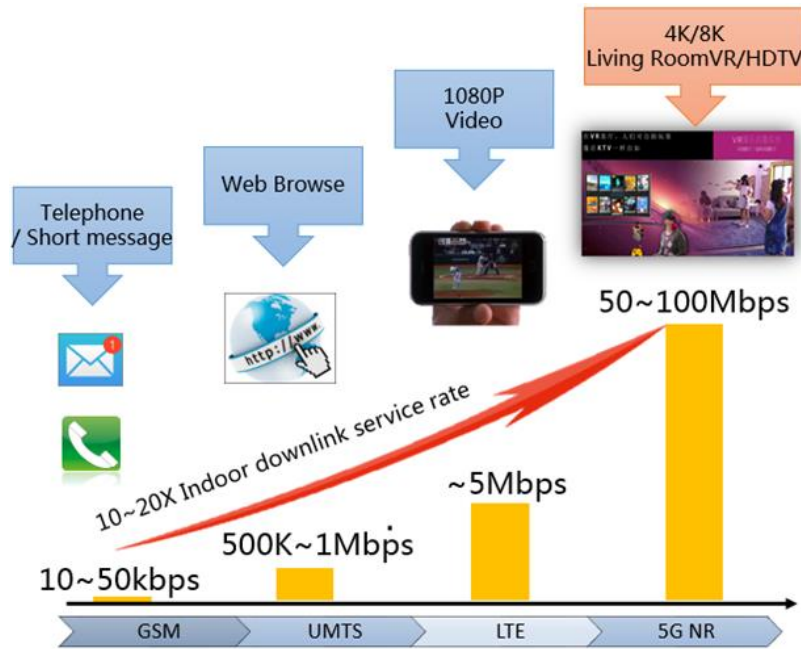 4K/8K
Living RoomVR/HDTV
1080P
Video
Web Browse
Telephone
/ Short message
1
http://www.
50~100Mbps
10~20X Indoor downlink service rate
~5Mbps
500K~1Mbps
10~50kbps
GSM
UMTS
LTE
5G NR